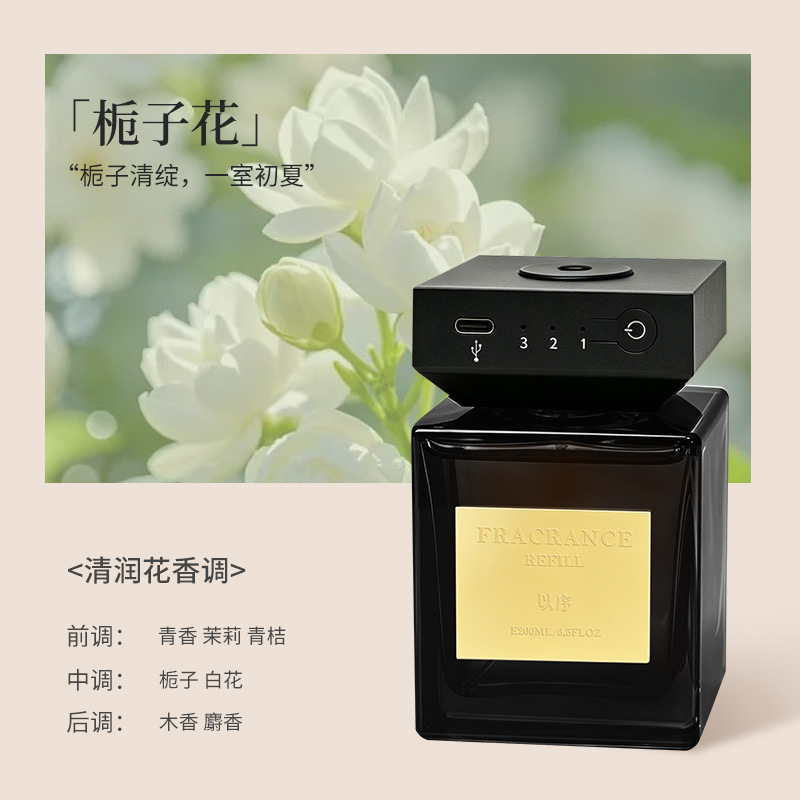 「栀子花」
“栀子清绽，一室初夏”
3 2 1
FRAGRANCE
REFILL
以序
E200ML/6.8FLOZ
<清润花香调>
前调： 青香 茉莉 青桔
中调： 栀子 白花
后调： 木香 麝香